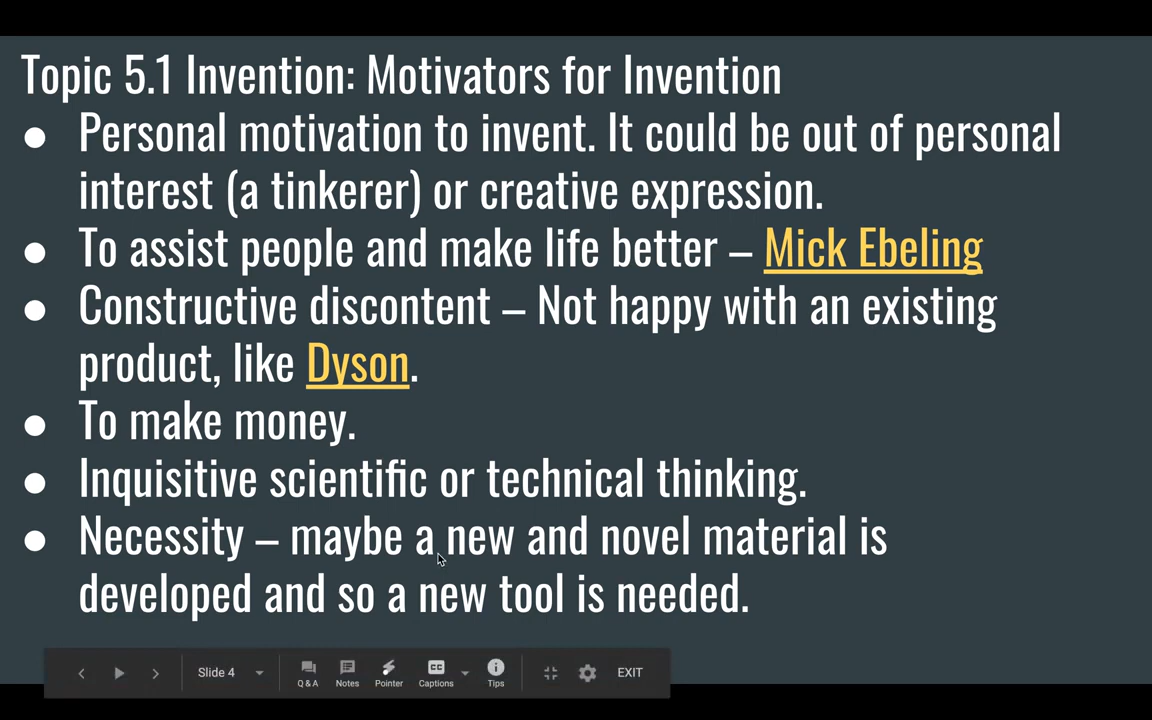 Topic 5.1 Invention: Motivators for Invention
● Personal motivation to invent. It could be out of personal
interest (a tinkerer) or creative expression.
● To assist people and make life better – Mick Ebeling
● Constructive discontent – Not happy with an existing
product, like Dyson.
● To make money.
● Inquisitive scientific or technical thinking.
● Necessity – maybe a new and novel material is
developed and so a new tool is needed.
Slide 4 Q & A Notes Pointer CC Captions Tips EXIT